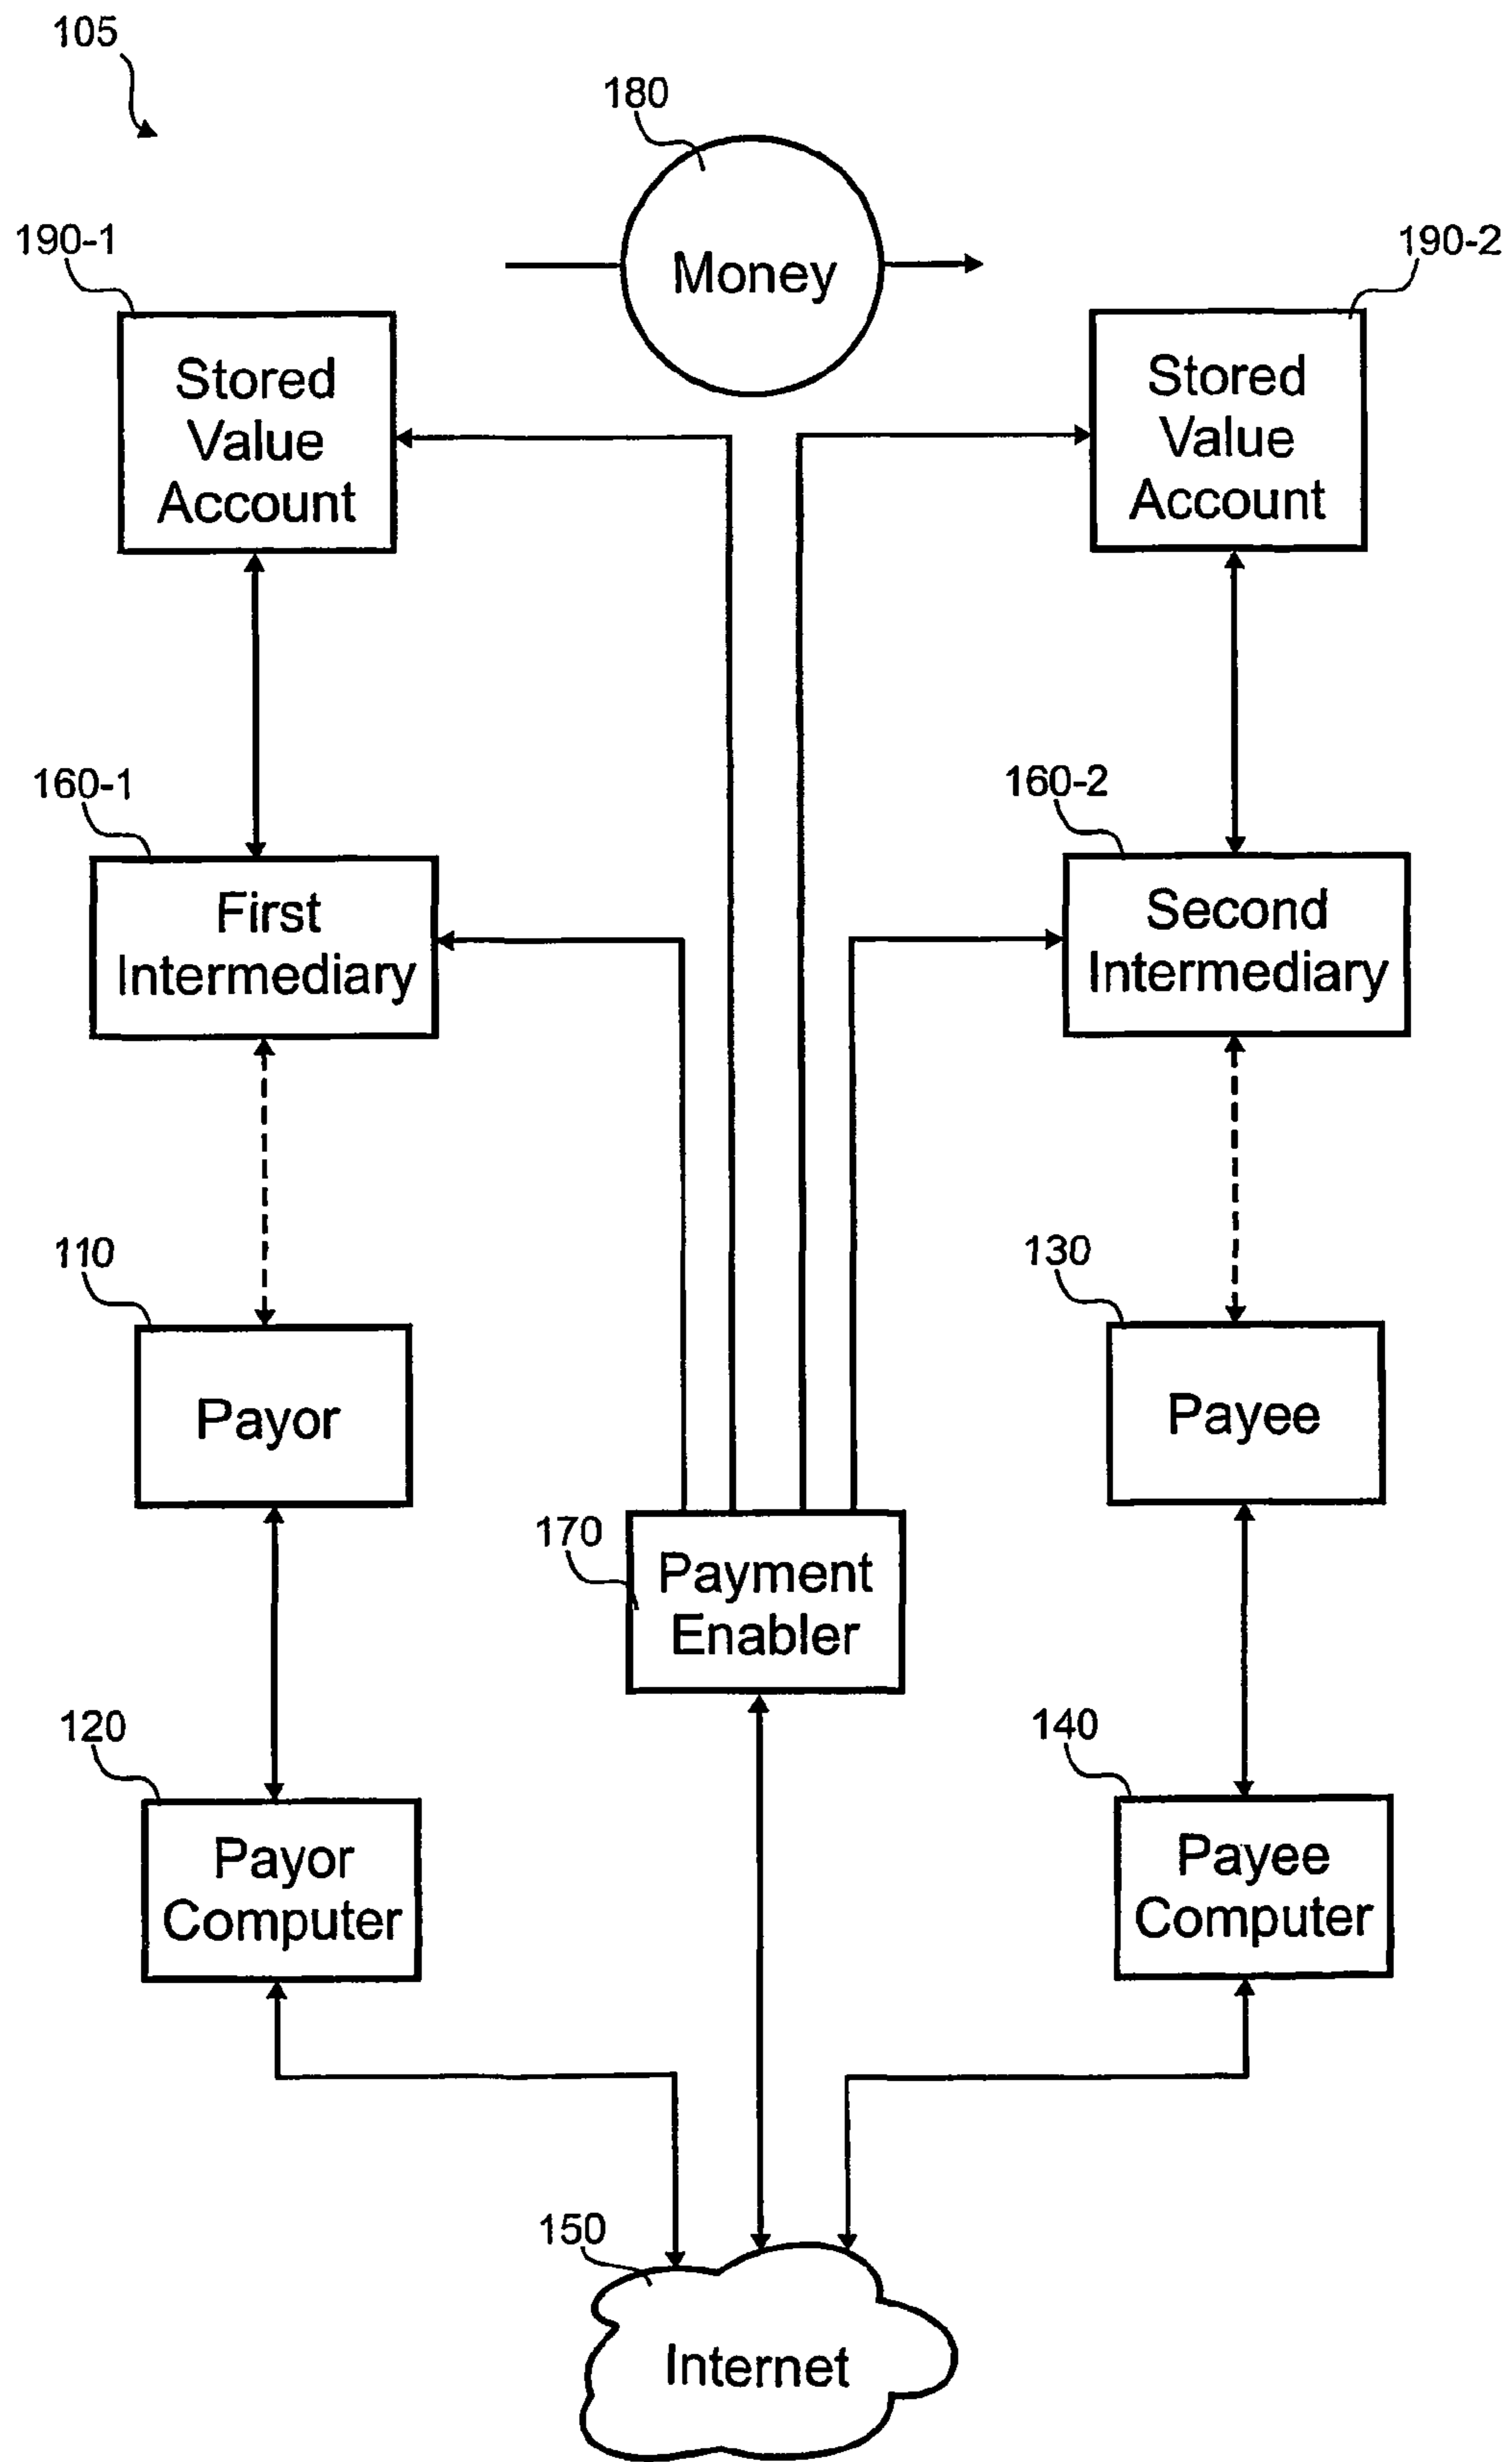 105
180
Money
190-1
190-2
Stored
Value
Account
Stored
Value
Account
160-1
160-2
First
Intermediary
Second
Intermediary
110
130
Payor
Payee
170
Payment
Enabler
120
140
Payor
Computer
Payee
Computer
150
Internet